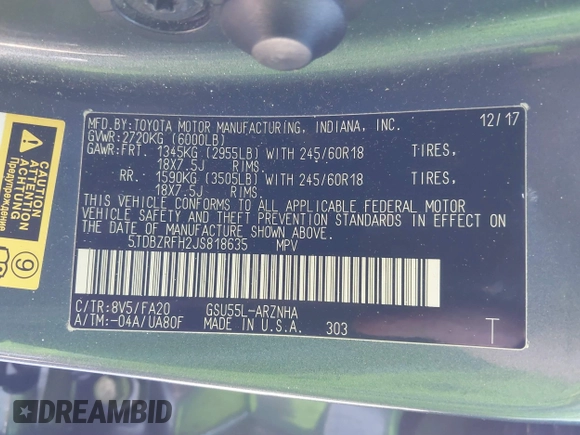 MFD.BY:TOYOTA MOTOR MANUFACTURING, INDIANA, INC. 12/17
GVWR:2720KG (6000LB)
GAWR:FRT. 1345KG (2955LB) WITH 245/60R18 TIRES,
18X7.5J RIMS.
RR. 1590KG (3505LB) WITH 245/60R18 TIRES,
18X7.5J RIMS.
THIS VEHICLE CONFORMS TO ALL APPLICABLE FEDERAL MOTOR
VEHICLE SAFETY AND THEFT PREVENTION STANDARDS IN EFFECT ON
THE DATE OF MANUFACTURE SHOWN ABOVE.
5TDBZRFH2JS818635 MPV
C/TR:8V5/FA20 GSU55L-ARZNHA
A/TM:-04A/UA80F MADE IN U.S.A. 303 T
CAUTION
ATTENTION
ACHTUNG
Предупреждение
9
DREAMBID